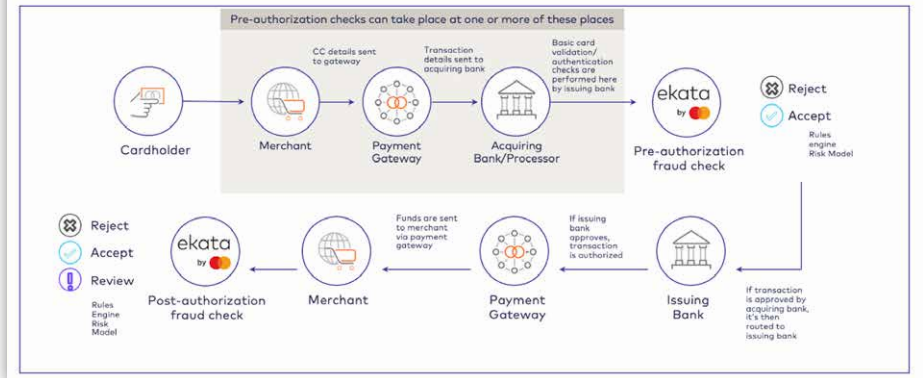 Pre-authorization checks can take place at one or more of these places
CC details sent
to gateway
Transaction
details sent to
acquiring bank
Basic card
validation/
authentication
checks are
performed here
by issuing bank
Cardholder
Merchant
Payment
Gateway
Acquiring
Bank/Processor
ekata
by
Pre-authorization
fraud check
Reject
Accept
Rules
engine
Risk Model
Reject
Accept
Review
Rules
Engine
Risk
Model
ekata
by
Post-authorization
fraud check
Merchant
Funds are sent
to merchant
via payment
gateway
Payment
Gateway
If issuing
bank
approves,
transaction
is authorized
Issuing
Bank
If transaction
is approved by
acquiring bank,
it's then
routed to
issuing bank